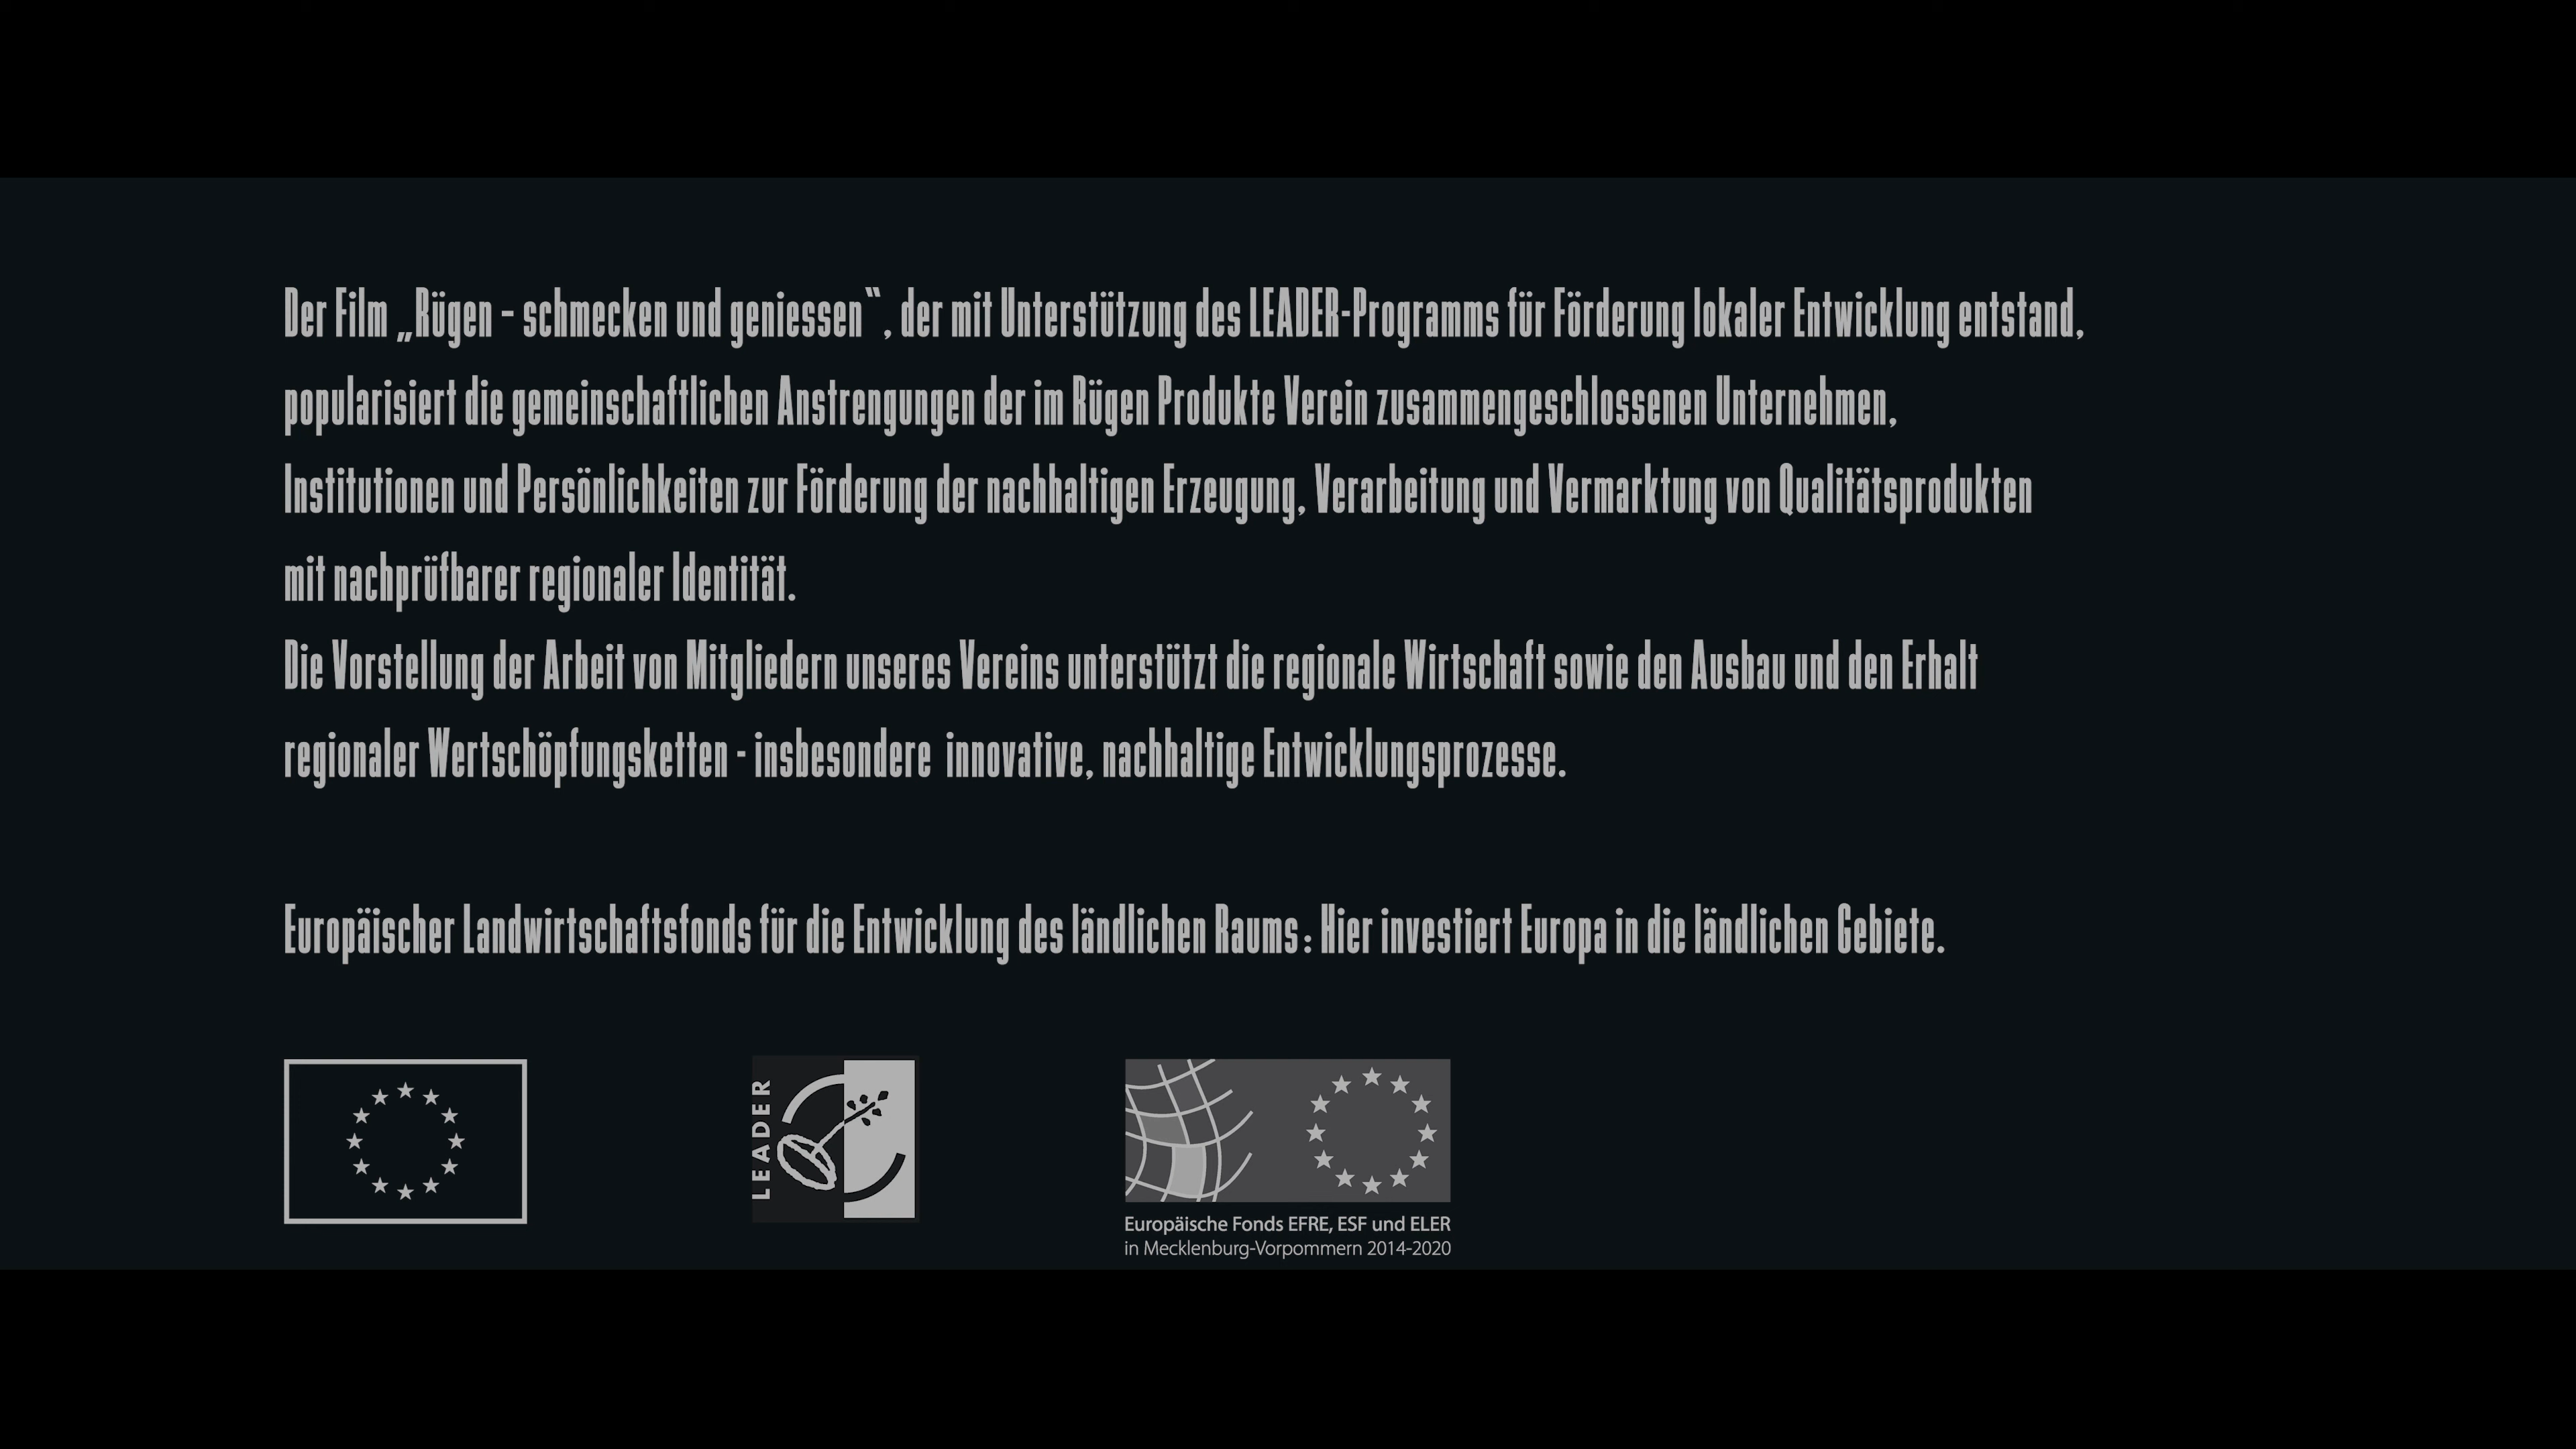 Der Film „Rügen – schmecken und geniessen“, der mit Unterstützung des LEADER-Programms für Förderung lokaler Entwicklung entstand,
popularisiert die gemeinschaftlichen Anstrengungen der im Rügen Produkte Verein zusammengeschlossenen Unternehmen,
Institutionen und Persönlichkeiten zur Förderung der nachhaltigen Erzeugung, Verarbeitung und Vermarktung von Qualitätsprodukten
mit nachprüfbarer regionaler Identität.
Die Vorstellung der Arbeit von Mitgliedern unseres Vereins unterstützt die regionale Wirtschaft sowie den Ausbau und den Erhalt
regionaler Wertschöpfungsketten - insbesondere innovative, nachhaltige Entwicklungsprozesse.
Europäischer Landwirtschaftsfonds für die Entwicklung des ländlichen Raums: Hier investiert Europa in die ländlichen Gebiete.
LEADER
Europäische Fonds EFRE, ESF und ELER
in Mecklenburg-Vorpommern 2014-2020